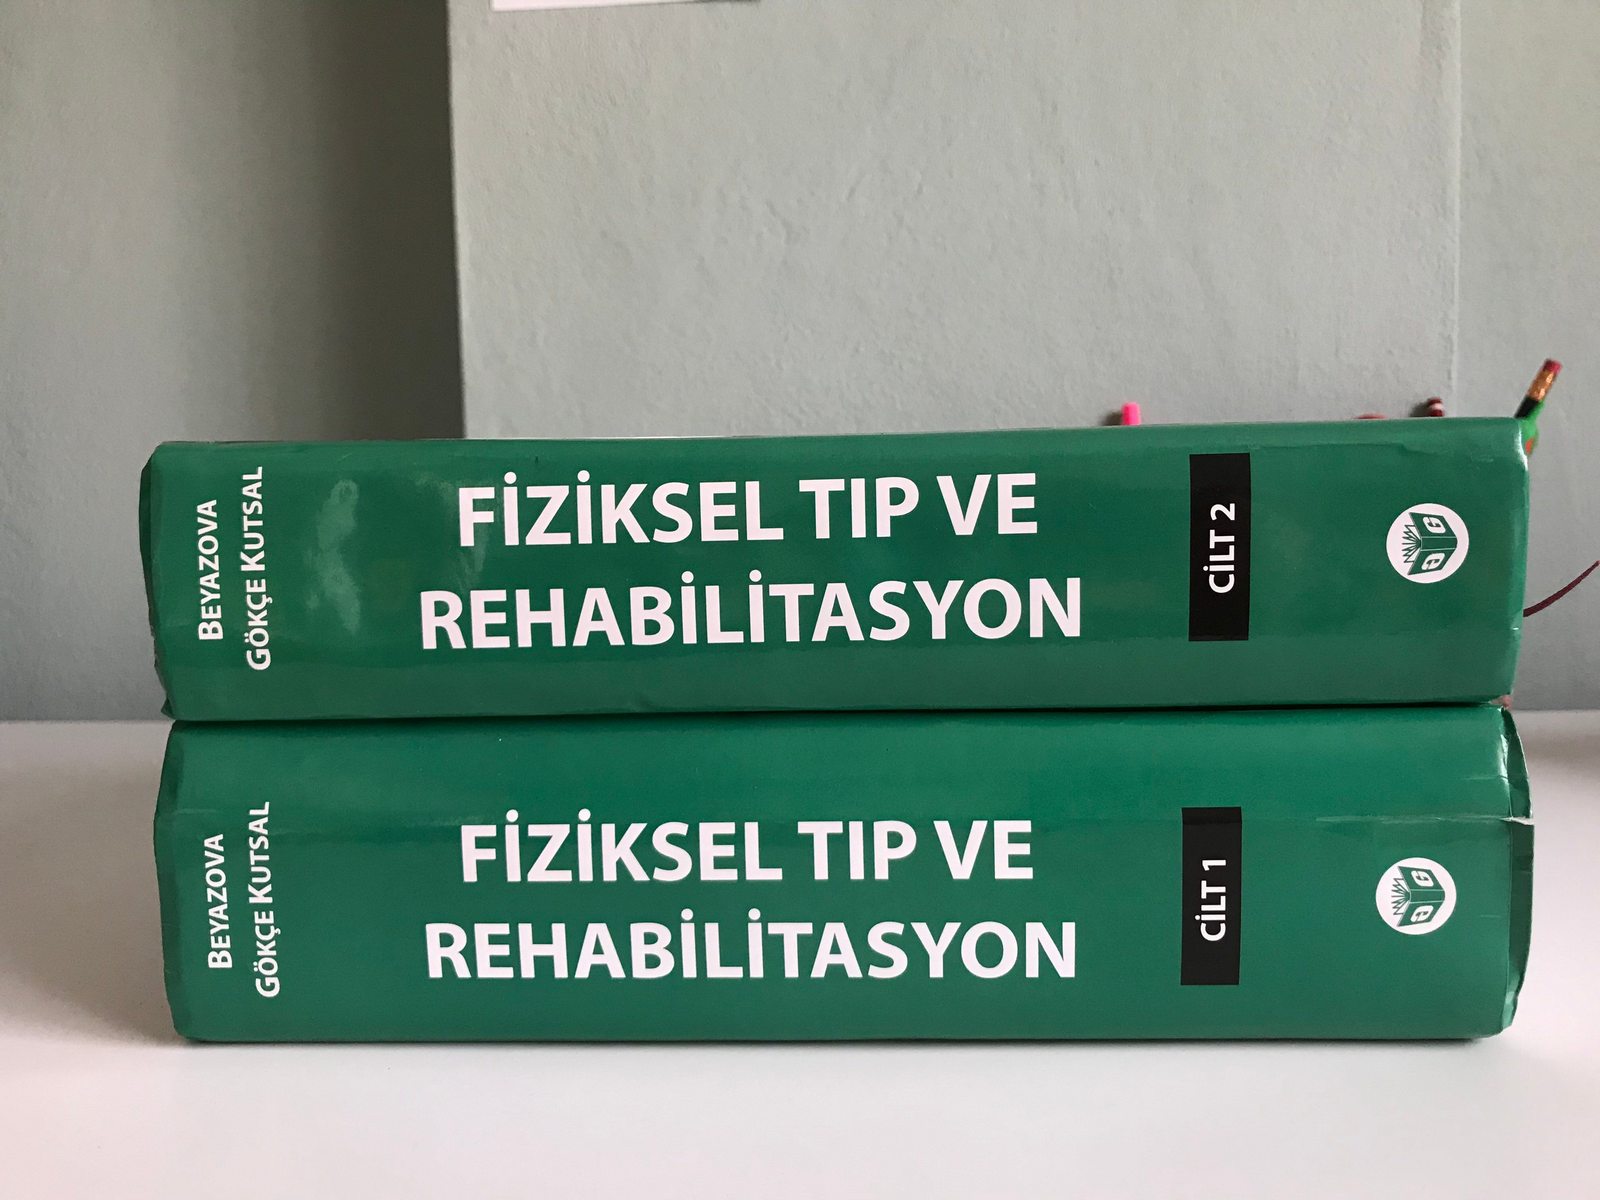 BEYAZOVA
GÖKÇE KUTSAL
FİZİKSEL TIP VE
REHABİLİTASYON
CİLT 2
BEYAZOVA
GÖKÇE KUTSAL
FİZİKSEL TIP VE
REHABİLİTASYON
CİLT 1